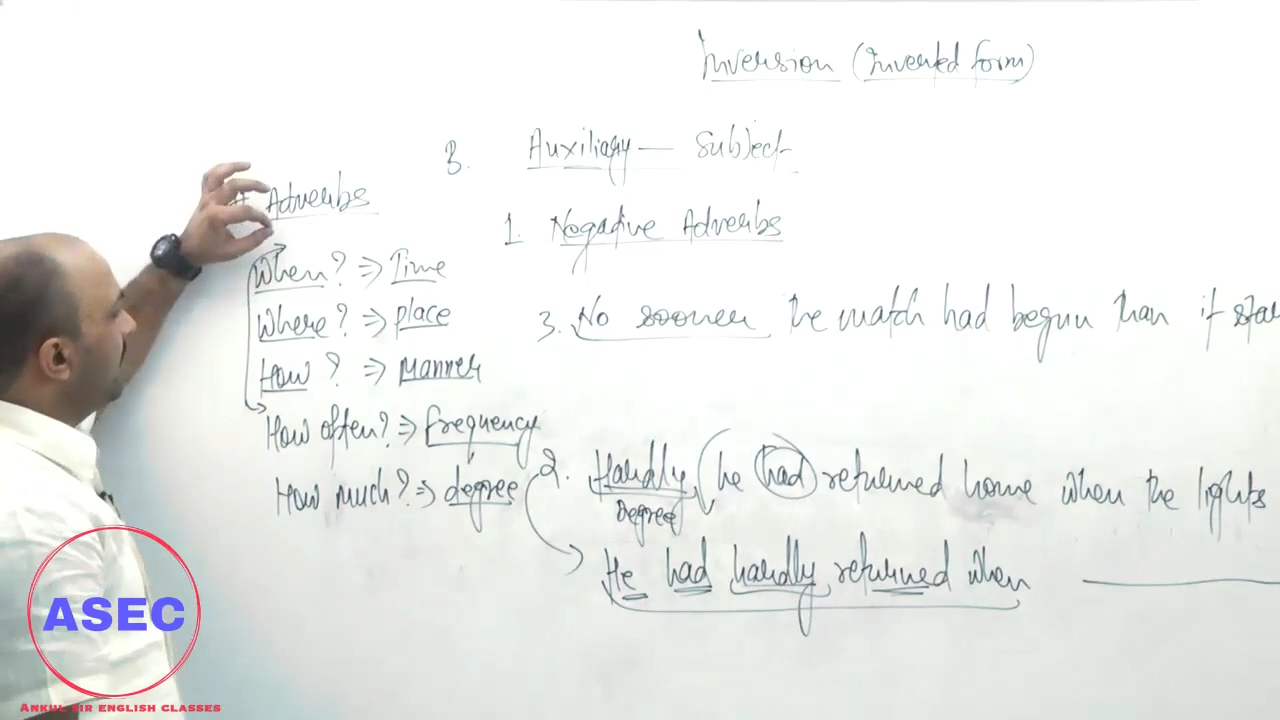 Inversion (Inverted form)
B. Auxiliary — Subject
# Adverbs
1. Negative Adverbs
When? => Time
Where? => place
3. No sooner the match had begun than it
How? => Manner
How often? => frequency
2. Hardly he had returned home when the lights
Degree
How much? => degree
He had hardly returned when
ASEC
ANKUL SIR ENGLISH CLASSES